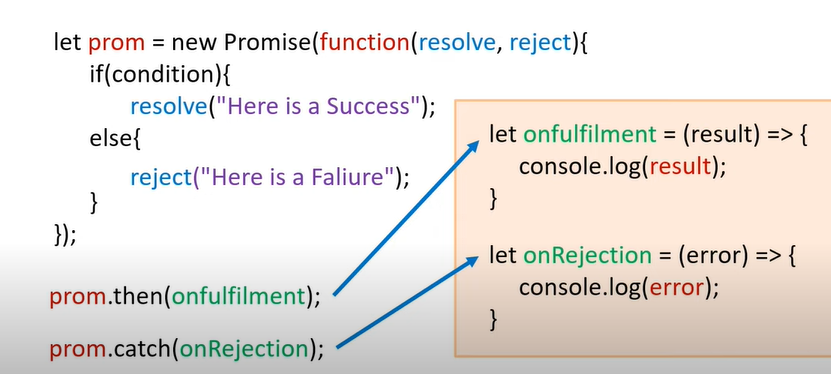 let prom = new Promise(function(resolve, reject){
if(condition){
resolve("Here is a Success");
else{
reject("Here is a Faliure");
}
});
prom.then(onfulfilment);
prom.catch(onRejection);
let onfulfilment = (result) => {
console.log(result);
}
let onRejection = (error) => {
console.log(error);
}